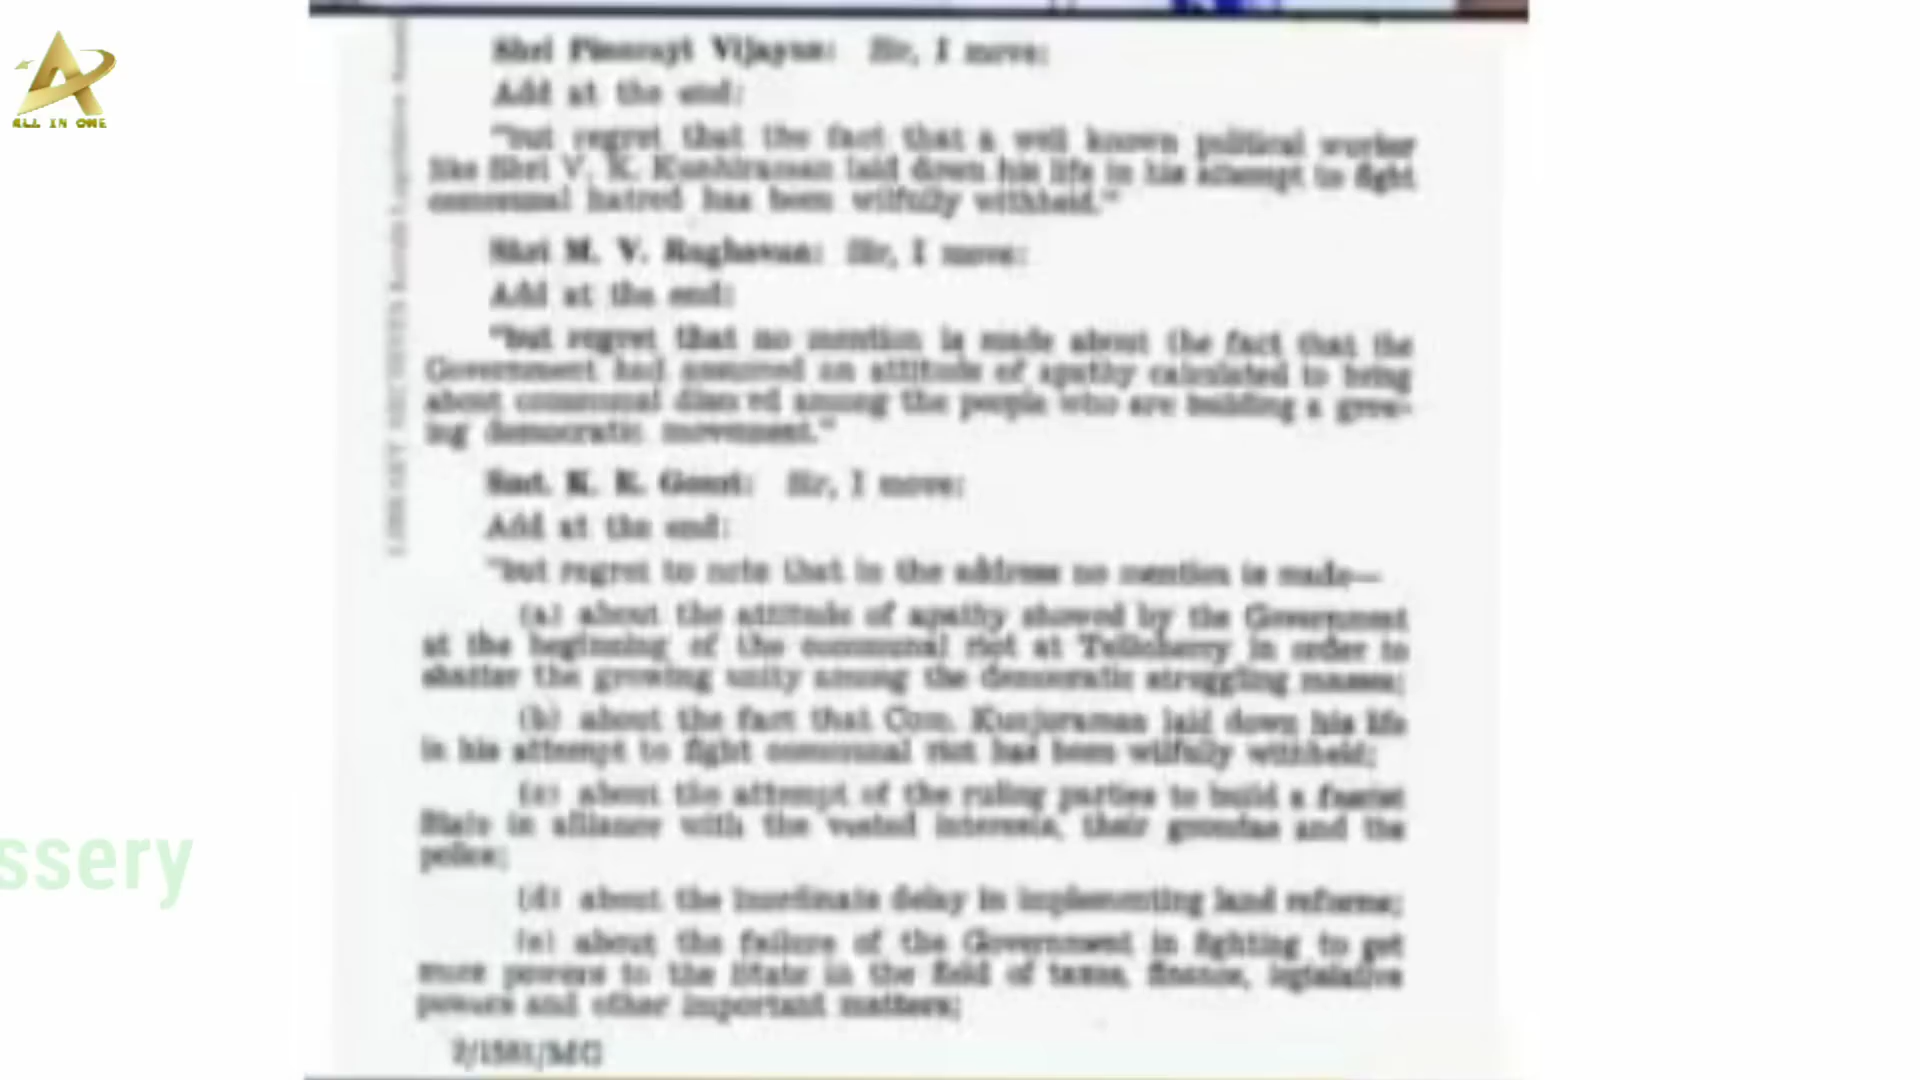 ALL IN ONE
Shri Pinarayi Vijayan: Sir, I move:
Add at the end:
"but regret that the fact that a well known political worker
like Shri V. K. Kunhiraman laid down his life in his attempt to fight
communal hatred has been wilfully withheld."
Shri M. V. Raghavan: Sir, I move:
Add at the end:
"but regret that no mention is made about the fact that the
Government had assumed an attitude of apathy calculated to bring
about communal among the people who are building a grow-
ing democratic movement."
Smt. K. R. Gouri: Sir, I move:
Add at the end:
"but regret to note that in the address no mention is made—
(a) about the attitude of apathy showed by the Government
at the beginning of the communal riot at Tellicherry in order to
shatter the growing unity among the democratic struggling masses;
(b) about the fact that Com. Kunjuraman laid down his life
in his attempt to fight communal riot has been wilfully withheld;
(c) about the attempt of the ruling parties to build a fascist
State in alliance with the vested interests, their goondas and the
police;
(d) about the inordinate delay in implementing land reforms;
(e) about the failure of the Government in fighting to get
more powers to the State in the field of taxes, finance, legislative
powers and other important matters;
2/1581/MC
ssery